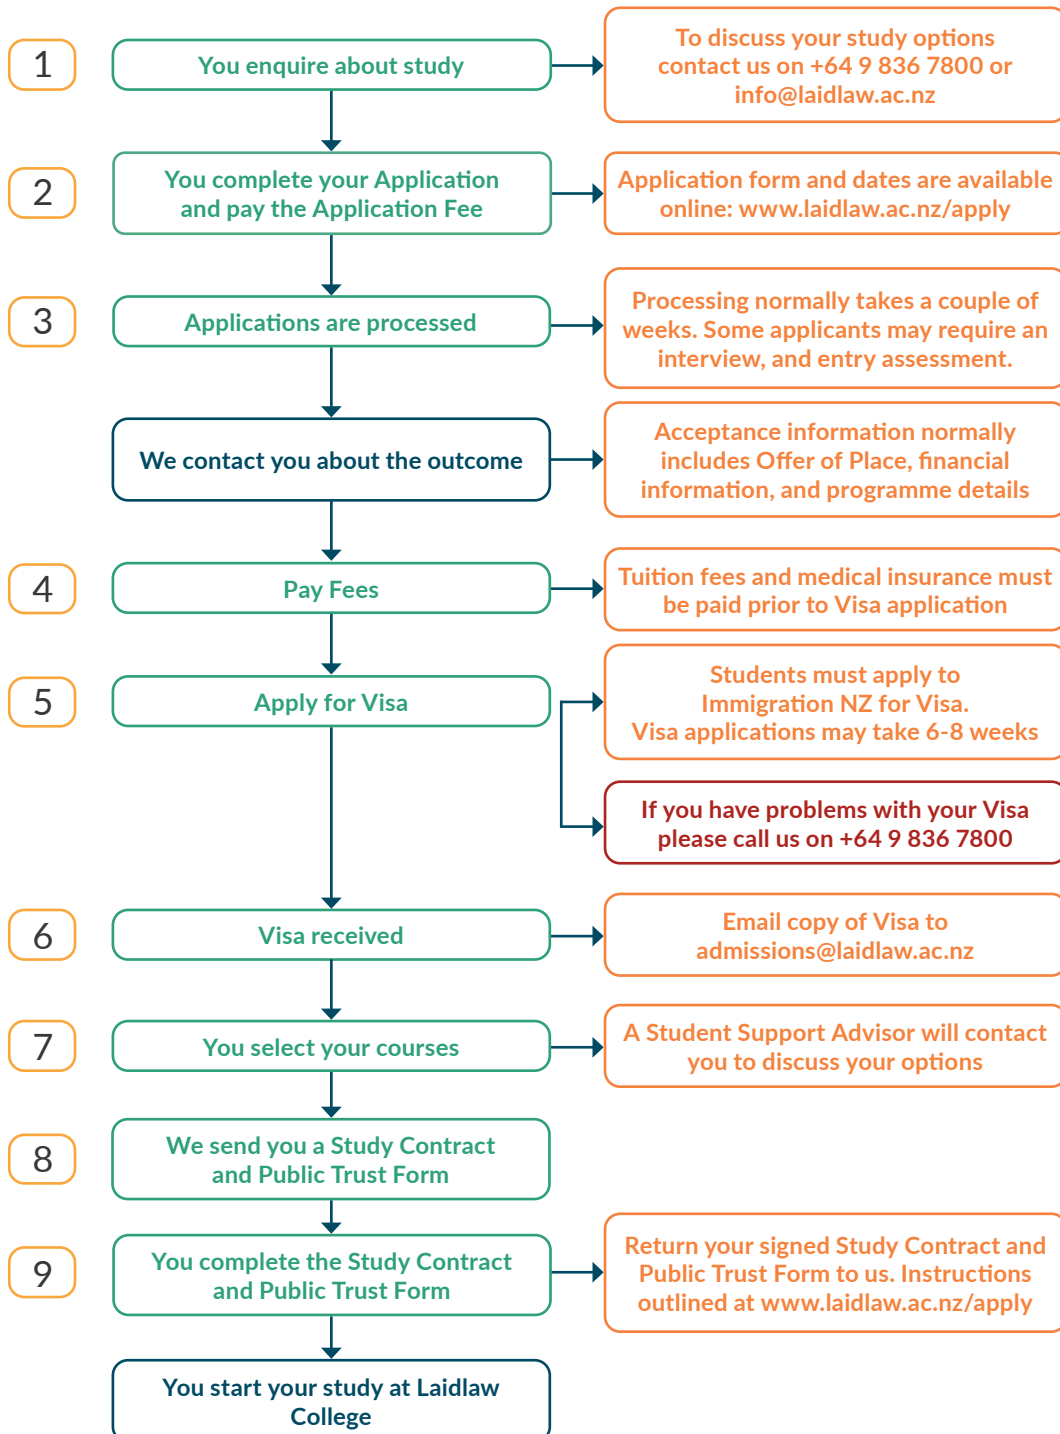 1
You enquire about study
To discuss your study options
contact us on +64 9 836 7800 or
info@laidlaw.ac.nz
2
You complete your Application
and pay the Application Fee
Application form and dates are available
online: www.laidlaw.ac.nz/apply
3
Applications are processed
Processing normally takes a couple of
weeks. Some applicants may require an
interview, and entry assessment.
We contact you about the outcome
Acceptance information normally
includes Offer of Place, financial
information, and programme details
4
Pay Fees
Tuition fees and medical insurance must
be paid prior to Visa application
5
Apply for Visa
Students must apply to
Immigration NZ for Visa.
Visa applications may take 6-8 weeks
If you have problems with your Visa
please call us on +64 9 836 7800
6
Visa received
Email copy of Visa to
admissions@laidlaw.ac.nz
7
You select your courses
A Student Support Advisor will contact
you to discuss your options
8
We send you a Study Contract
and Public Trust Form
9
You complete the Study Contract
and Public Trust Form
Return your signed Study Contract and
Public Trust Form to us. Instructions
outlined at www.laidlaw.ac.nz/apply
You start your study at Laidlaw
College